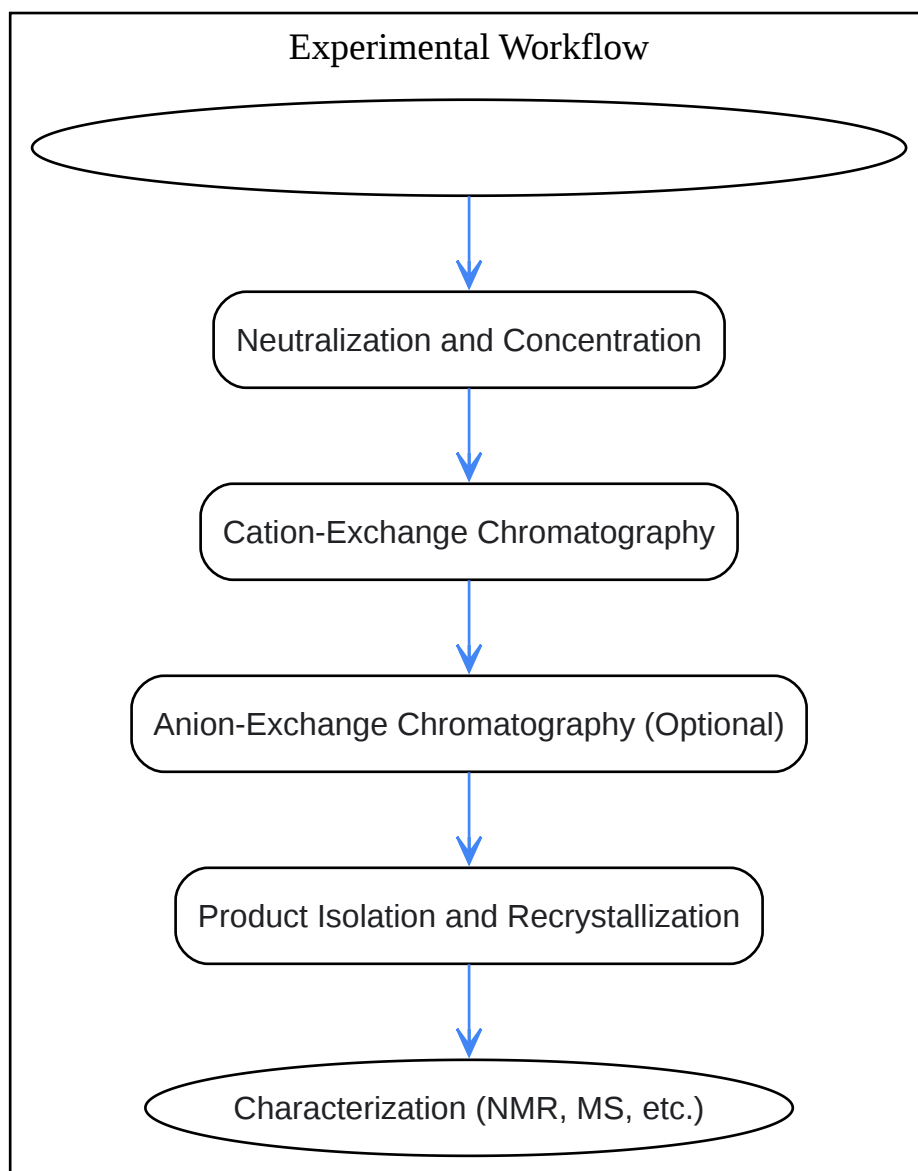 Experimental Workflow
Neutralization and Concentration
Cation-Exchange Chromatography
Anion-Exchange Chromatography (Optional)
Product Isolation and Recrystallization
Characterization (NMR, MS, etc.)